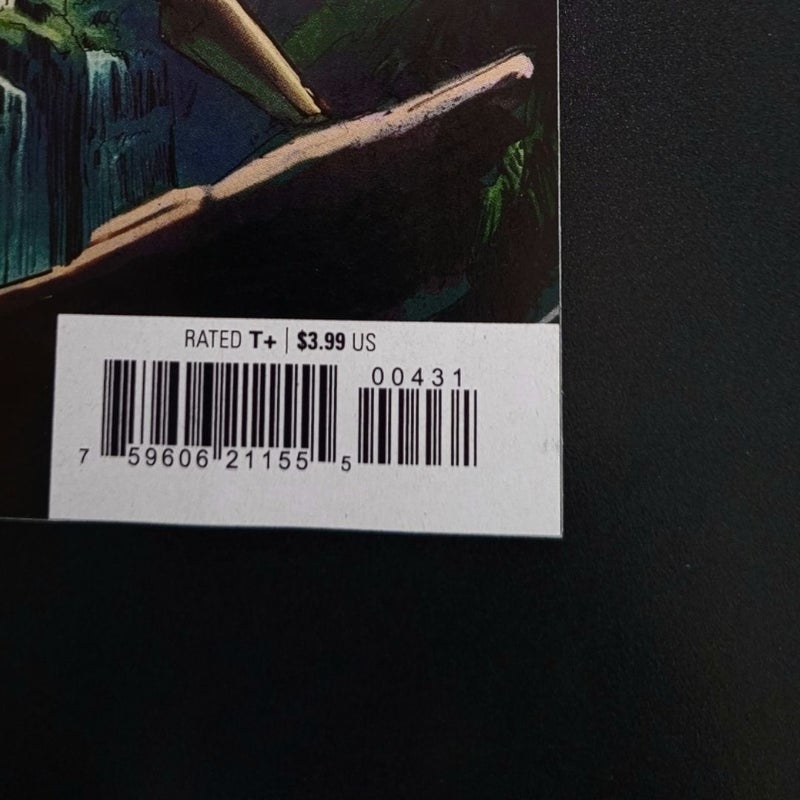 RATED T+ | $3.99 US
00431
7 59606 21155 5